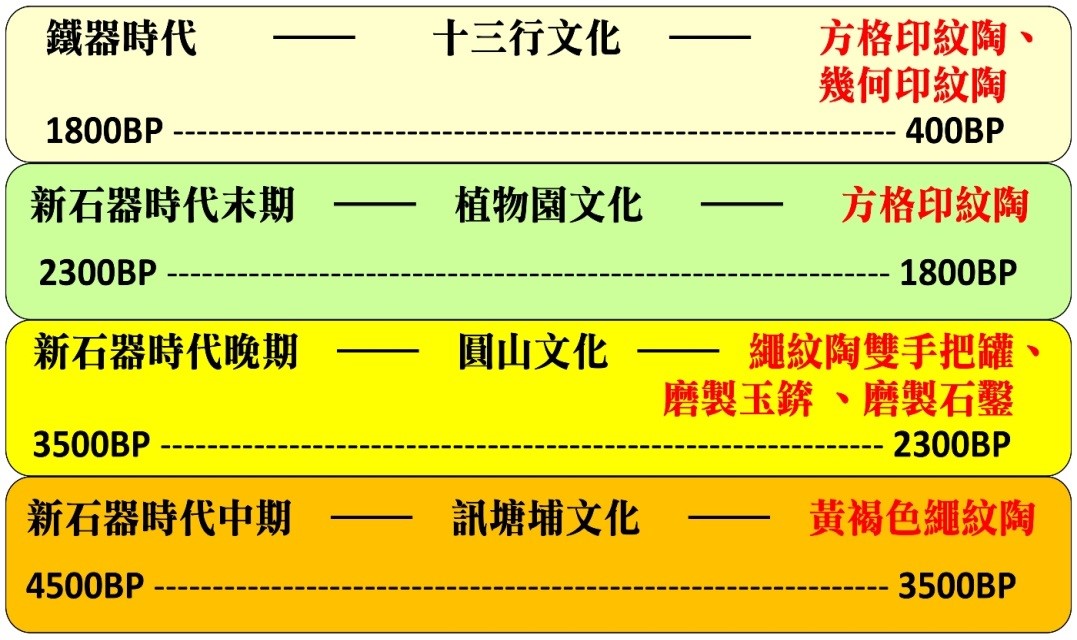 鐵器時代 —— 十三行文化 —— 方格印紋陶、
幾何印紋陶
1800BP ------------------------------------------------------------- 400BP
新石器時代末期 —— 植物園文化 —— 方格印紋陶
2300BP ------------------------------------------------------------- 1800BP
新石器時代晚期 —— 圓山文化 —— 繩紋陶雙手把罐、
磨製玉錛 、磨製石鑿
3500BP ------------------------------------------------------------- 2300BP
新石器時代中期 —— 訊塘埔文化 —— 黃褐色繩紋陶
4500BP -------------------------------------------------------------- 3500BP